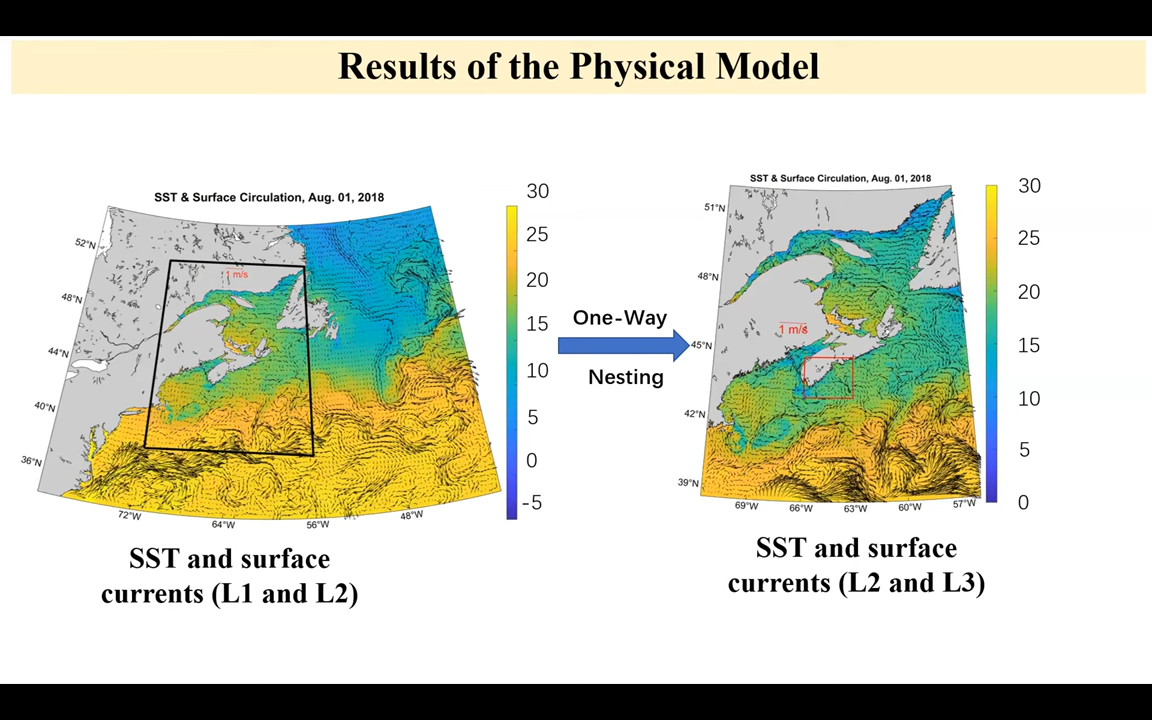 Results of the Physical Model
SST & Surface Circulation, Aug. 01, 2018
52°N
48°N
44°N
40°N
36°N
72°W
64°W
56°W
48°W
1 m/s
30
25
20
15
10
5
0
-5
SST and surface
currents (L1 and L2)
One-Way
Nesting
SST & Surface Circulation, Aug. 01, 2018
51°N
48°N
45°N
42°N
39°N
69°W
66°W
63°W
60°W
57°W
1 m/s
30
25
20
15
10
5
0
SST and surface
currents (L2 and L3)